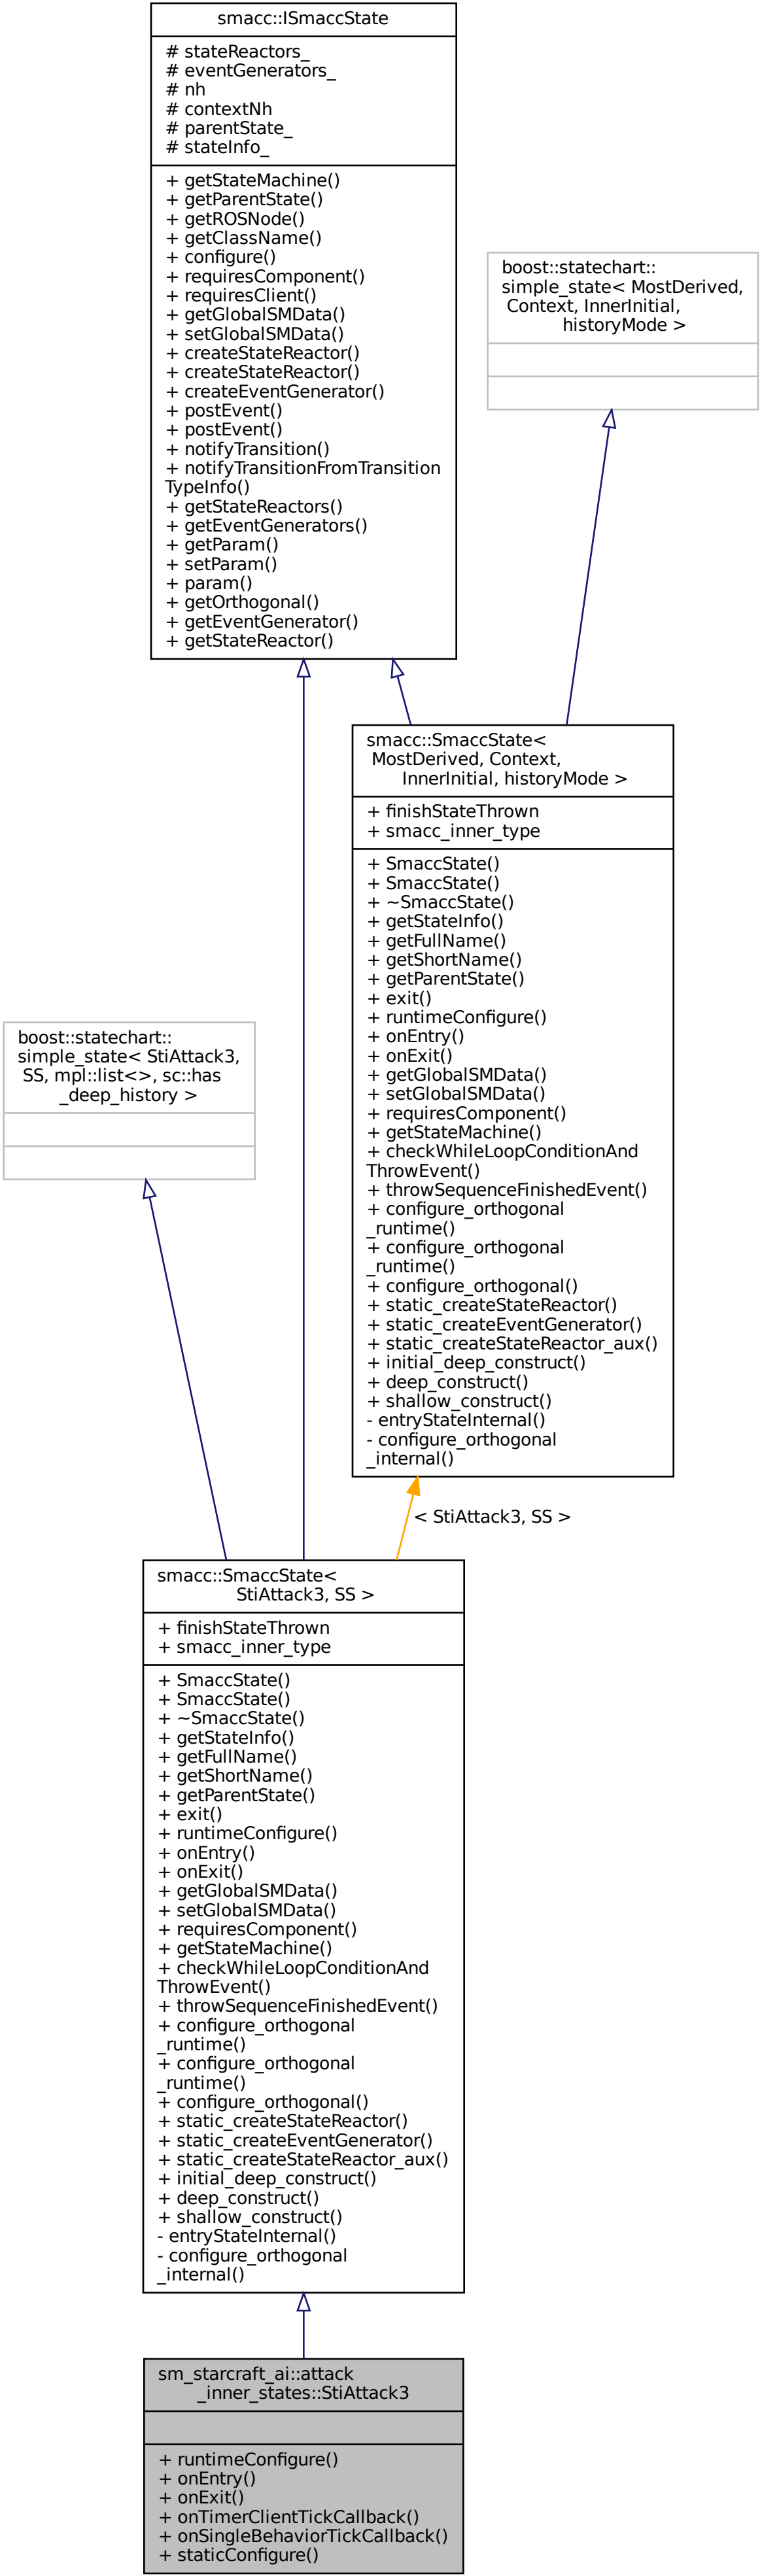 smacc::ISmaccState
# stateReactors_
# eventGenerators_
# nh
# contextNh
# parentState_
# stateInfo_
+ getStateMachine()
+ getParentState()
+ getROSNode()
+ getClassName()
+ configure()
+ requiresComponent()
+ requiresClient()
+ getGlobalSMData()
+ setGlobalSMData()
+ createStateReactor()
+ createStateReactor()
+ createEventGenerator()
+ postEvent()
+ postEvent()
+ notifyTransition()
+ notifyTransitionFromTransition
TypeInfo()
+ getStateReactors()
+ getEventGenerators()
+ getParam()
+ setParam()
+ param()
+ getOrthogonal()
+ getEventGenerator()
+ getStateReactor()
boost::statechart::
simple_state< MostDerived,
Context, InnerInitial,
historyMode >
smacc::SmaccState<
MostDerived, Context,
InnerInitial, historyMode >
+ finishStateThrown
+ smacc_inner_type
+ SmaccState()
+ SmaccState()
+ ~SmaccState()
+ getStateInfo()
+ getFullName()
+ getShortName()
+ getParentState()
+ exit()
+ runtimeConfigure()
+ onEntry()
+ onExit()
+ getGlobalSMData()
+ setGlobalSMData()
+ requiresComponent()
+ getStateMachine()
+ checkWhileLoopConditionAnd
ThrowEvent()
+ throwSequenceFinishedEvent()
+ configure_orthogonal
_runtime()
+ configure_orthogonal
_runtime()
+ configure_orthogonal()
+ static_createStateReactor()
+ static_createEventGenerator()
+ static_createStateReactor_aux()
+ initial_deep_construct()
+ deep_construct()
+ shallow_construct()
- entryStateInternal()
- configure_orthogonal
_internal()
boost::statechart::
simple_state< StiAttack3,
SS, mpl::list<>, sc::has
_deep_history >
< StiAttack3, SS >
smacc::SmaccState<
StiAttack3, SS >
+ finishStateThrown
+ smacc_inner_type
+ SmaccState()
+ SmaccState()
+ ~SmaccState()
+ getStateInfo()
+ getFullName()
+ getShortName()
+ getParentState()
+ exit()
+ runtimeConfigure()
+ onEntry()
+ onExit()
+ getGlobalSMData()
+ setGlobalSMData()
+ requiresComponent()
+ getStateMachine()
+ checkWhileLoopConditionAnd
ThrowEvent()
+ throwSequenceFinishedEvent()
+ configure_orthogonal
_runtime()
+ configure_orthogonal
_runtime()
+ configure_orthogonal()
+ static_createStateReactor()
+ static_createEventGenerator()
+ static_createStateReactor_aux()
+ initial_deep_construct()
+ deep_construct()
+ shallow_construct()
- entryStateInternal()
- configure_orthogonal
_internal()
sm_starcraft_ai::attack
_inner_states::StiAttack3
+ runtimeConfigure()
+ onEntry()
+ onExit()
+ onTimerClientTickCallback()
+ onSingleBehaviorTickCallback()
+ staticConfigure()